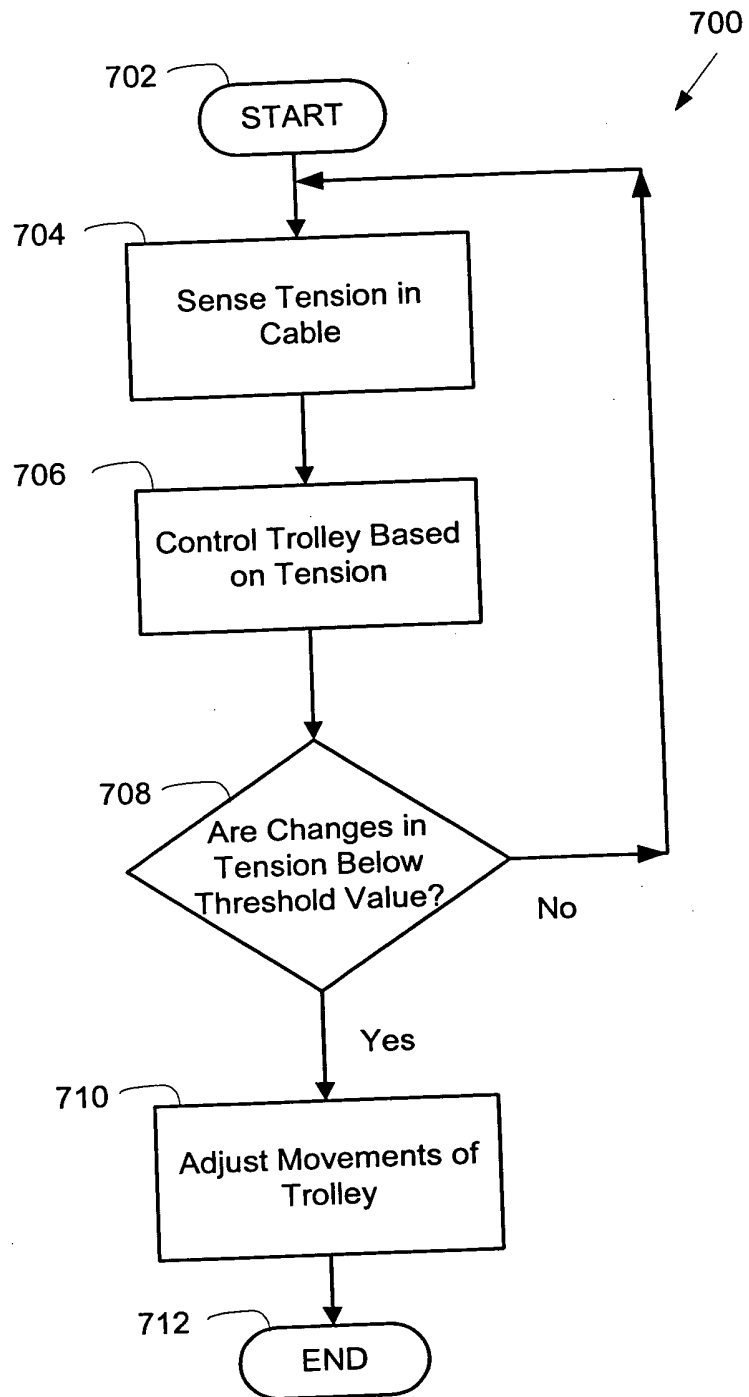 700
702
START
704
Sense Tension in
Cable
706
Control Trolley Based
on Tension
708
Are Changes in
Tension Below
Threshold Value?
No
Yes
710
Adjust Movements of
Trolley
712
END